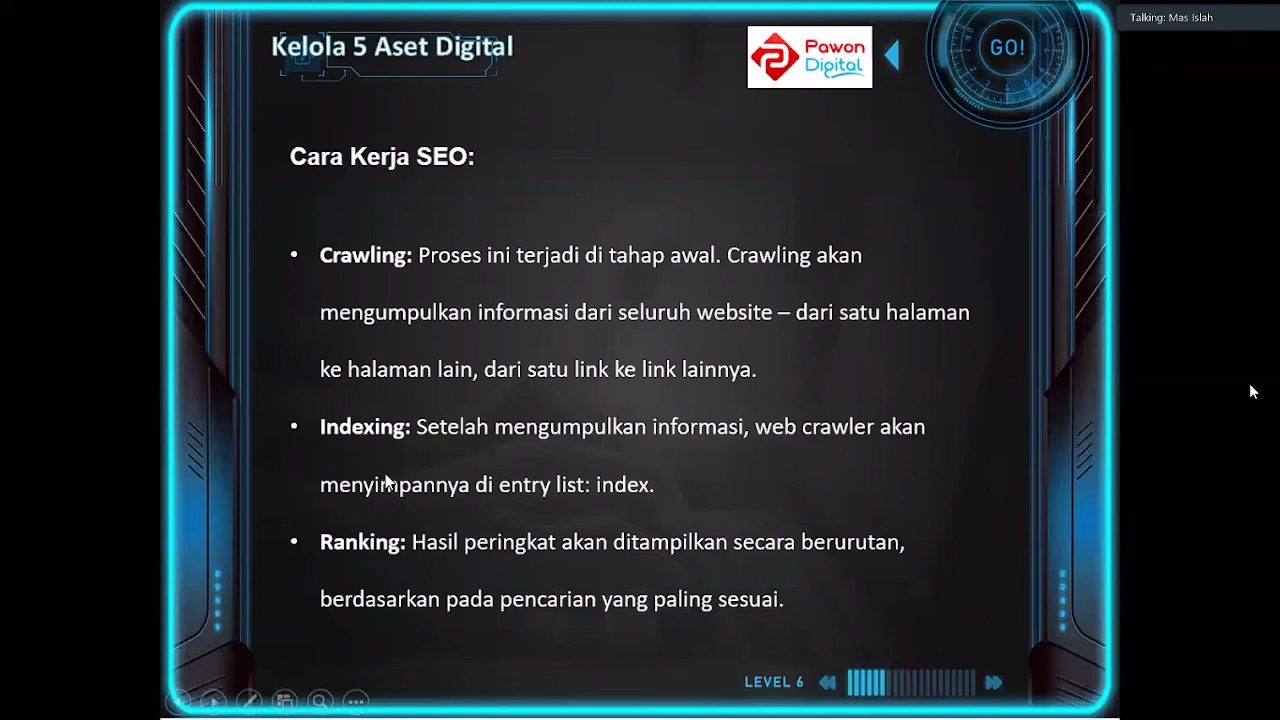 Talking: Mas Islah
Kelola 5 Aset Digital
Pawon
Digital
GO!
Cara Kerja SEO:
• Crawling: Proses ini terjadi di tahap awal. Crawling akan
mengumpulkan informasi dari seluruh website – dari satu halaman
ke halaman lain, dari satu link ke link lainnya.
• Indexing: Setelah mengumpulkan informasi, web crawler akan
menyimpannya di entry list: index.
• Ranking: Hasil peringkat akan ditampilkan secara berurutan,
berdasarkan pada pencarian yang paling sesuai.
LEVEL 6